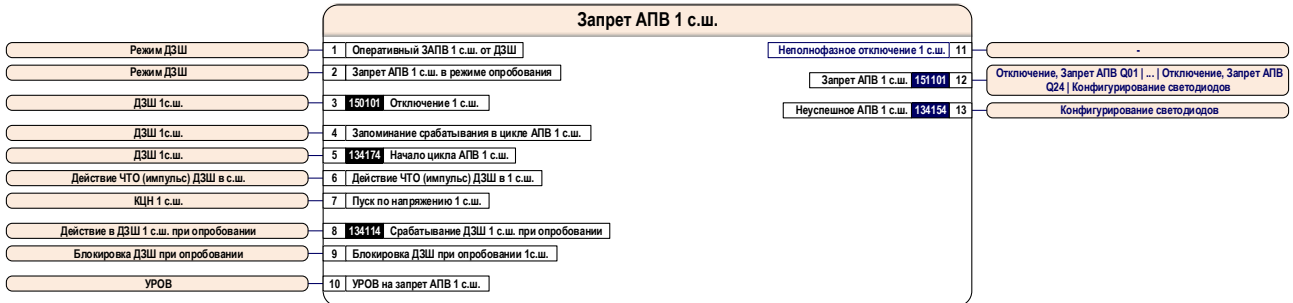 Запрет АПВ 1 с.ш.
Режим ДЗШ 1 Оперативный ЗАПВ 1 с.ш. от ДЗШ Неполнофазное отключение 1 с.ш. 11 -
Режим ДЗШ 2 Запрет АПВ 1 с.ш. в режиме опробования
Запрет АПВ 1 с.ш. 151101 12 Отключение, Запрет АПВ Q01 | ... | Отключение, Запрет АПВ
Q24 | Конфигурирование светодиодов
ДЗШ 1с.ш. 3 150101 Отключение 1 с.ш.
Неуспешное АПВ 1 с.ш. 134154 13 Конфигурирование светодиодов
ДЗШ 1с.ш. 4 Запоминание срабатывания в цикле АПВ 1 с.ш.
ДЗШ 1с.ш. 5 134174 Начало цикла АПВ 1 с.ш.
Действие ЧТО (импульс) ДЗШ в с.ш. 6 Действие ЧТО (импульс) ДЗШ в 1 с.ш.
КЦН 1 с.ш. 7 Пуск по напряжению 1 с.ш.
Действие в ДЗШ 1 с.ш. при опробовании 8 134114 Срабатывание ДЗШ 1 с.ш. при опробовании
Блокировка ДЗШ при опробовании 9 Блокировка ДЗШ при опробовании 1с.ш.
УРОВ 10 УРОВ на запрет АПВ 1 с.ш.